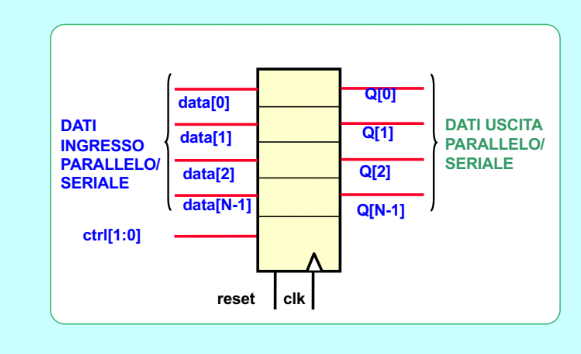 DATI
INGRESSO
PARALLELO/
SERIALE
data[0]
data[1]
data[2]
data[N-1]
ctrl[1:0]
Q[0]
Q[1]
Q[2]
Q[N-1]
DATI USCITA
PARALLELO/
SERIALE
reset
clk